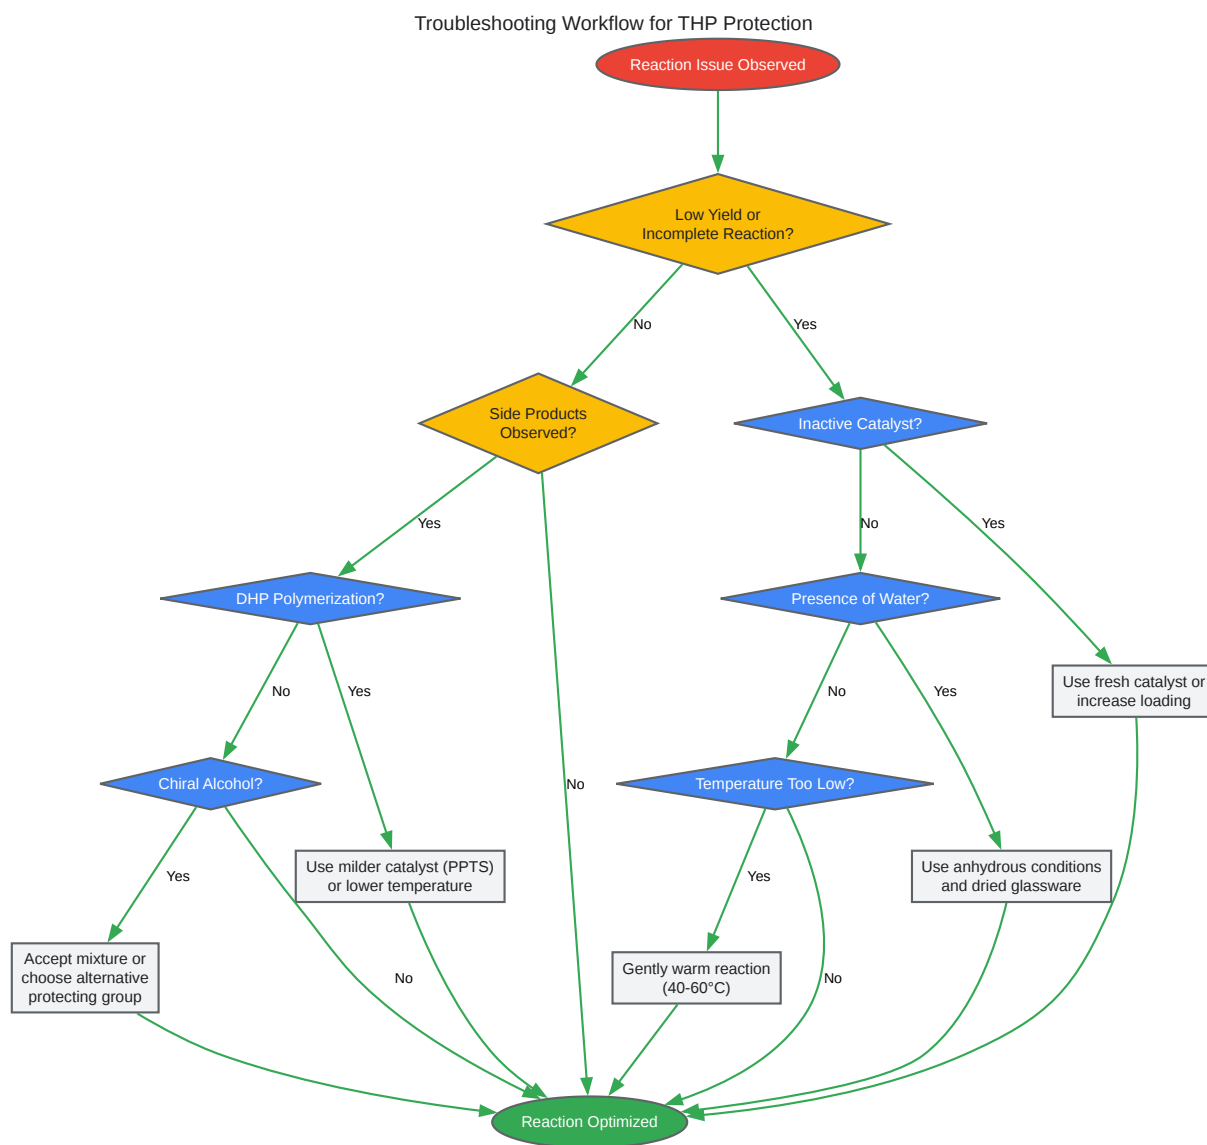 Troubleshooting Workflow for THP Protection
Reaction Issue Observed
Low Yield or
Incomplete Reaction?
No
Yes
Side Products
Observed?
Inactive Catalyst?
Yes
No
Yes
DHP Polymerization?
Presence of Water?
No
Yes
No
Yes
Use fresh catalyst or
increase loading
Chiral Alcohol?
No
Temperature Too Low?
Yes
Use milder catalyst (PPTS)
or lower temperature
Yes
Use anhydrous conditions
and dried glassware
Accept mixture or
choose alternative
protecting group
No
Gently warm reaction
(40-60°C)
No
Reaction Optimized